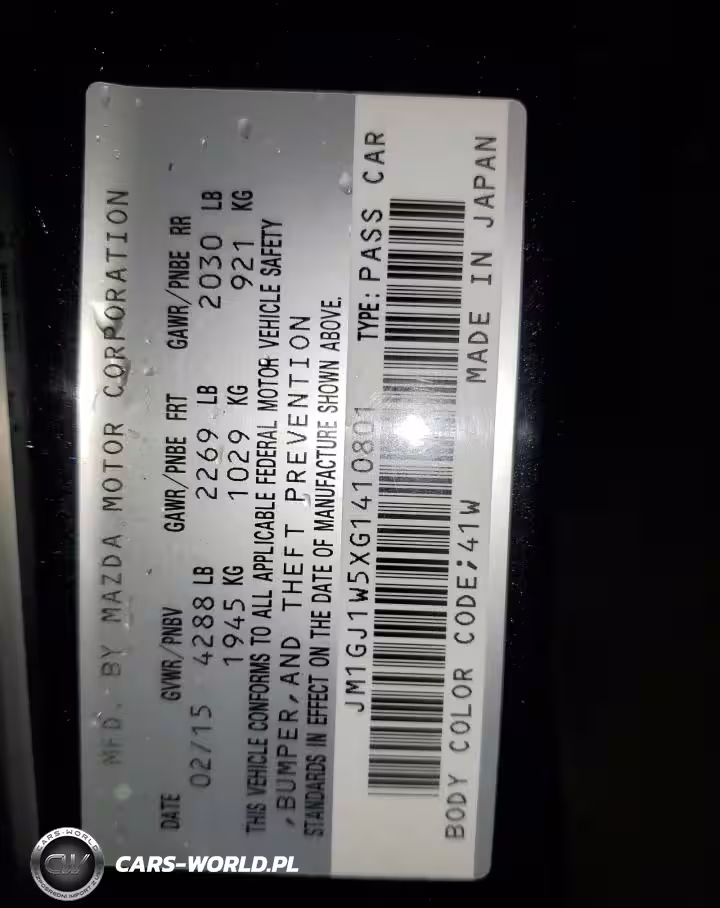 MFD. BY MAZDA MOTOR CORPORATION
DATE GVWR/PNBV GAWR/PNBE FRT GAWR/PNBE RR
02/15 4288 LB 2269 LB 2030 LB
1945 KG 1029 KG 921 KG
THIS VEHICLE CONFORMS TO ALL APPLICABLE FEDERAL MOTOR VEHICLE SAFETY
,BUMPER,AND THEFT PREVENTION
STANDARDS IN EFFECT ON THE DATE OF MANUFACTURE SHOWN ABOVE.
JM1GJ1W5XG1410801 TYPE: PASS CAR
BODY COLOR CODE;41W MADE IN JAPAN
CARS-WORLD
CW
CARS-WORLD.PL